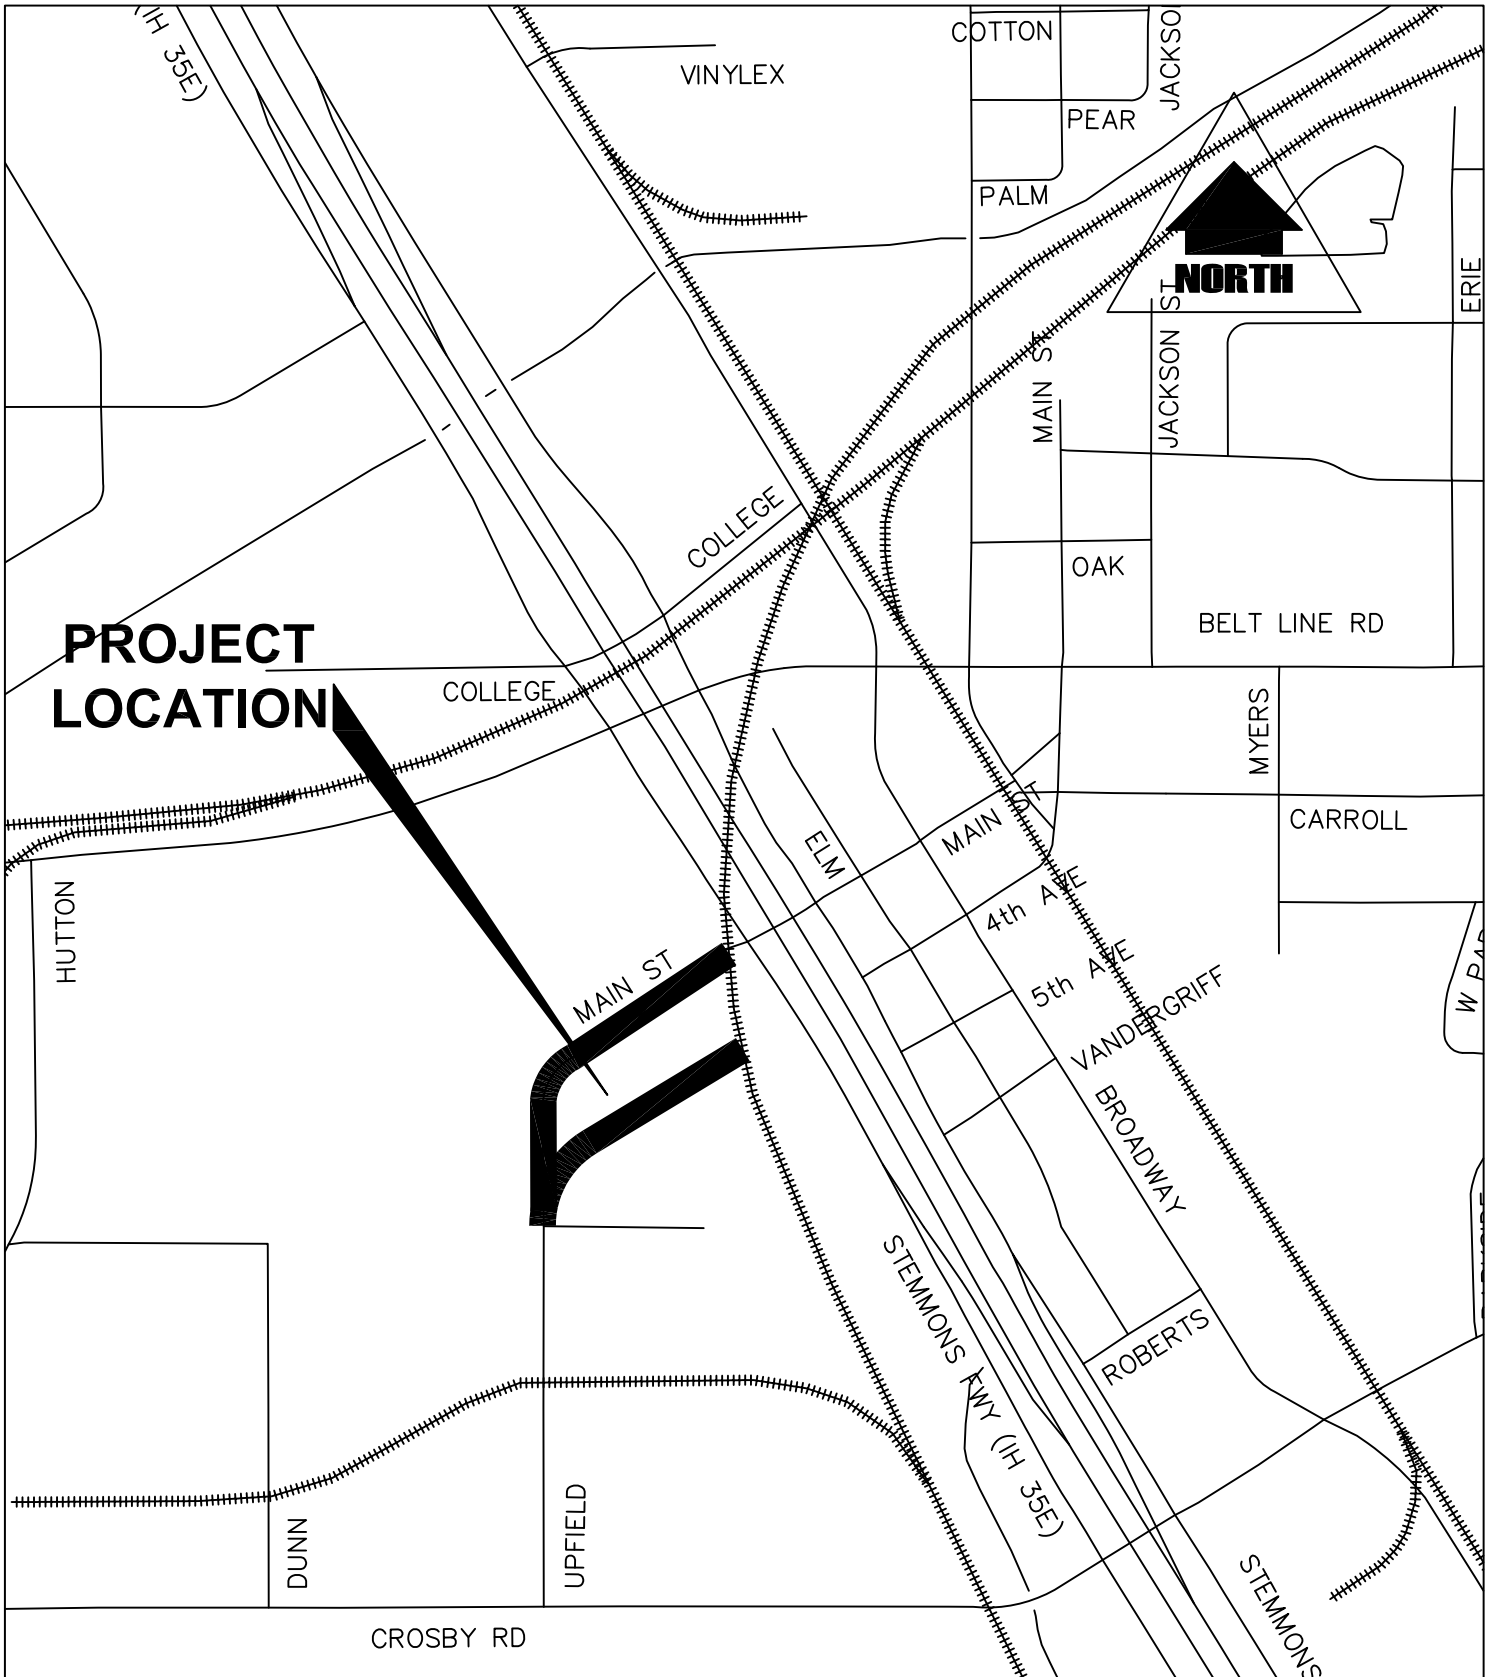 (IH 35E)
VINYLEX
COTTON
PEAR
PALM
NORTH
ERIE
MAIN ST
JACKSON ST
COLLEGE
OAK
BELT LINE RD
PROJECT
LOCATION
COLLEGE
MYERS
CARROLL
MAIN ST
ELM
HUTTON
4th AVE
5th AVE
MAIN ST
VANDERGRIFF
BROADWAY
STEMMONS FWY (IH 35E)
ROBERTS
DUNN
UPFIELD
STEMMONS
CROSBY RD